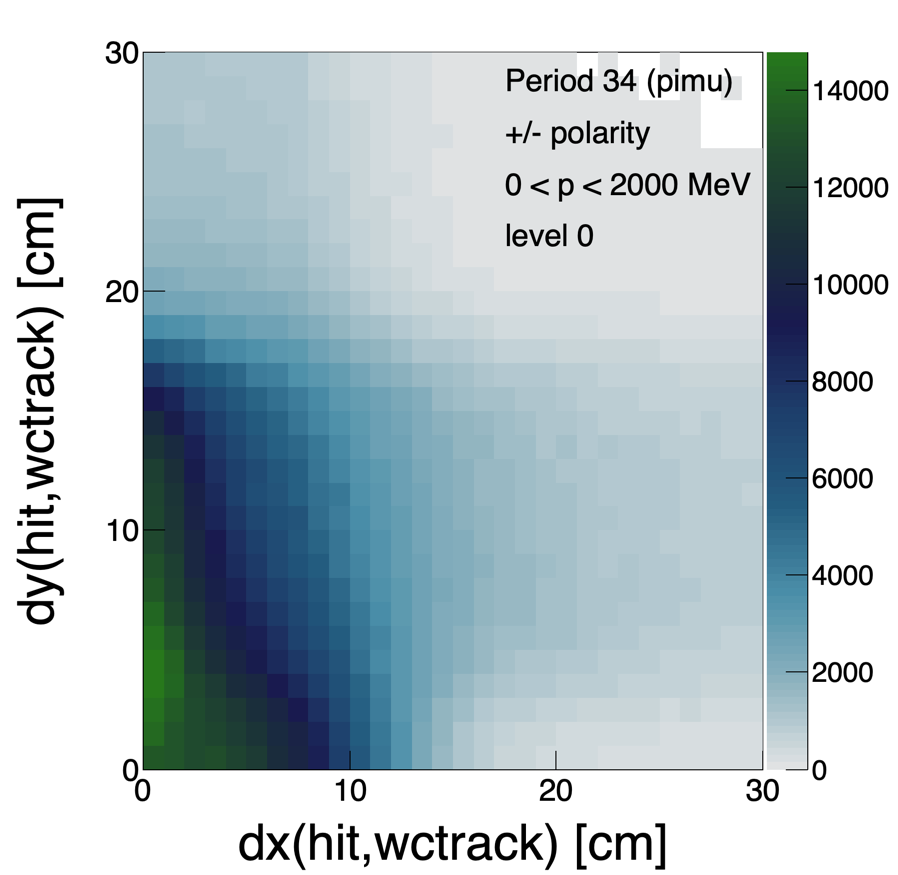 30
20
10
0
0
10
20
30
dy(hit,wctrack) [cm]
dx(hit,wctrack) [cm]
Period 34 (pimu)
+/- polarity
0 < p < 2000 MeV
level 0
14000
12000
10000
8000
6000
4000
2000
0